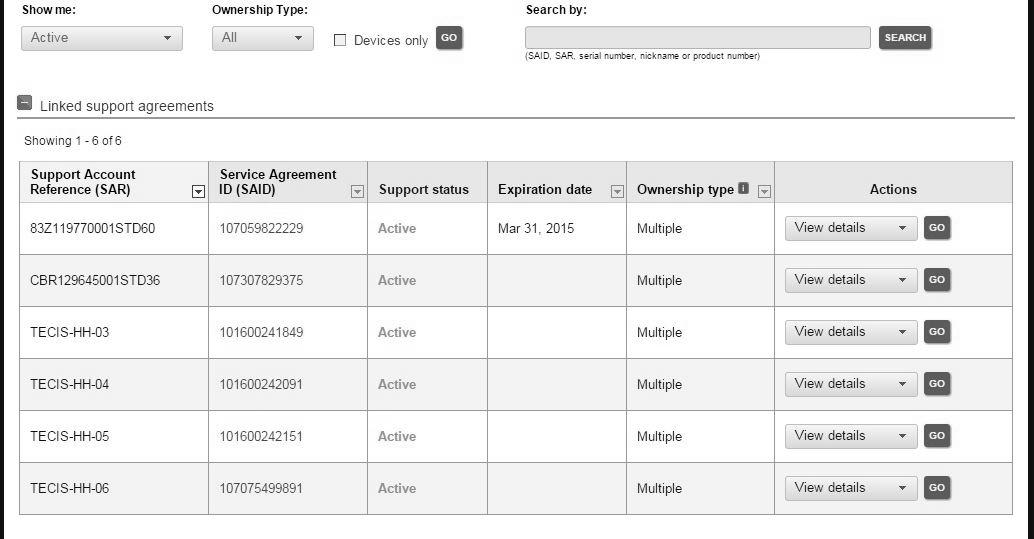 Show me: Ownership Type: Search by:
Active All Devices only GO SEARCH
(SAID, SAR, serial number, nickname or product number)
Linked support agreements
Showing 1 - 6 of 6
Support Account Reference (SAR) Service Agreement ID (SAID) Support status Expiration date Ownership type i Actions
83Z119770001STD60 107059822229 Active Mar 31, 2015 Multiple View details GO
CBR129645001STD36 107307829375 Active Multiple View details GO
TECIS-HH-03 101600241849 Active Multiple View details GO
TECIS-HH-04 101600242091 Active Multiple View details GO
TECIS-HH-05 101600242151 Active Multiple View details GO
TECIS-HH-06 107075499891 Active Multiple View details GO